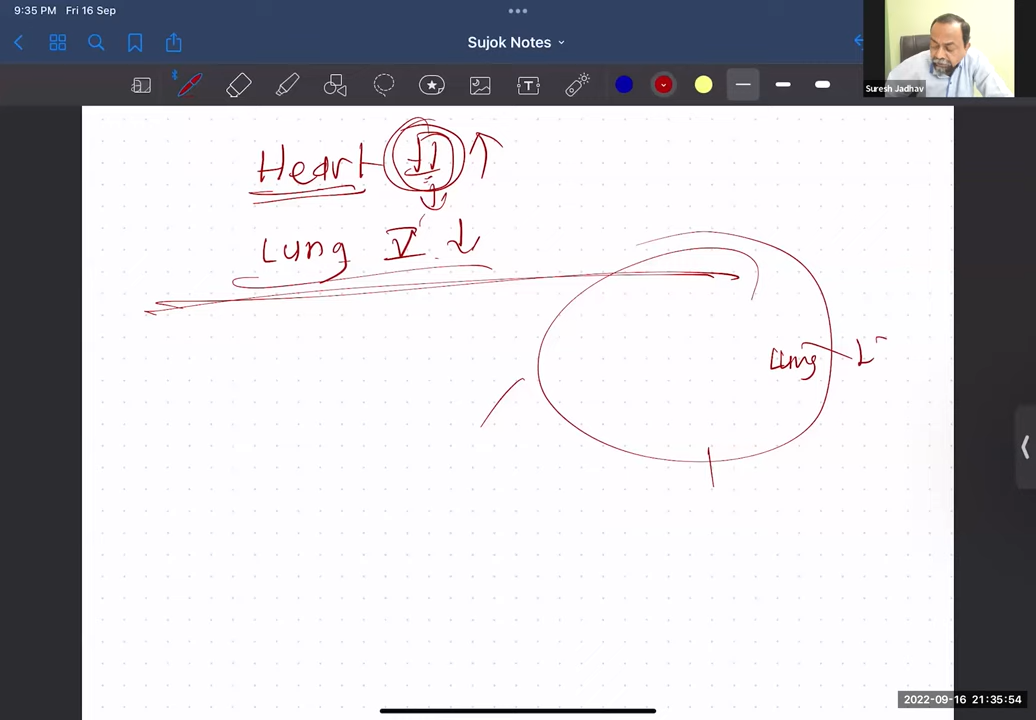 9:35 PM Fri 16 Sep
Sujok Notes
T
Suresh Jadhav
Heart - II ↑
Lung V ↓
Lung L
2022-09-16 21:35:54